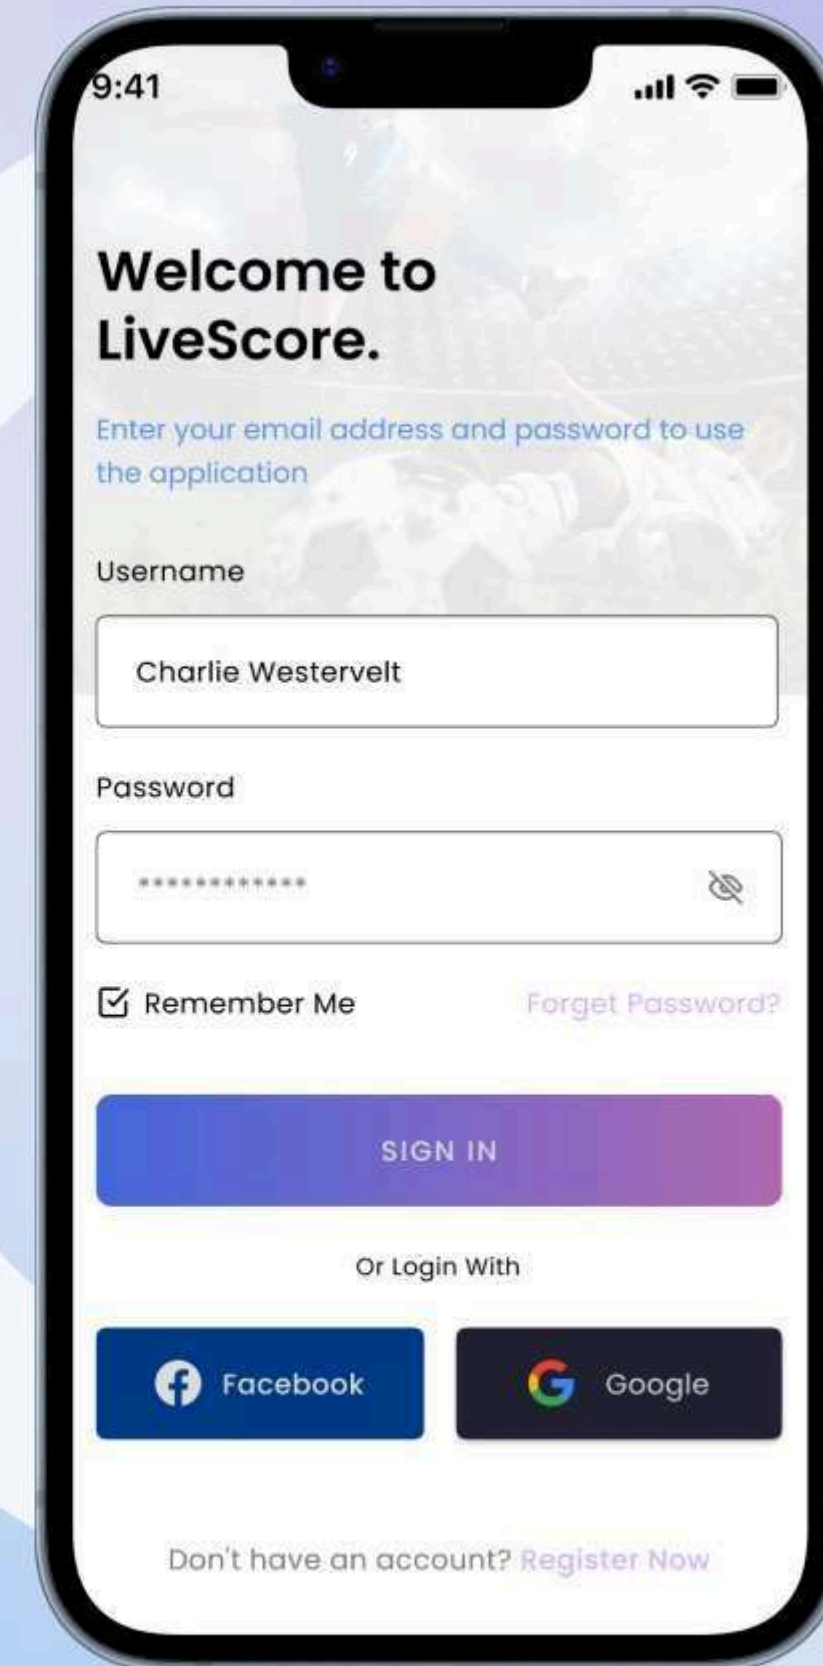 9:41
9
Welcome to
LiveScore.
Enter your email address and password to use
the application
Username
Charlie Westervelt
Password
************
Remember Me
Forget Password?
SIGN IN
Or Login With
Facebook
Google
Don't have an account? Register Now